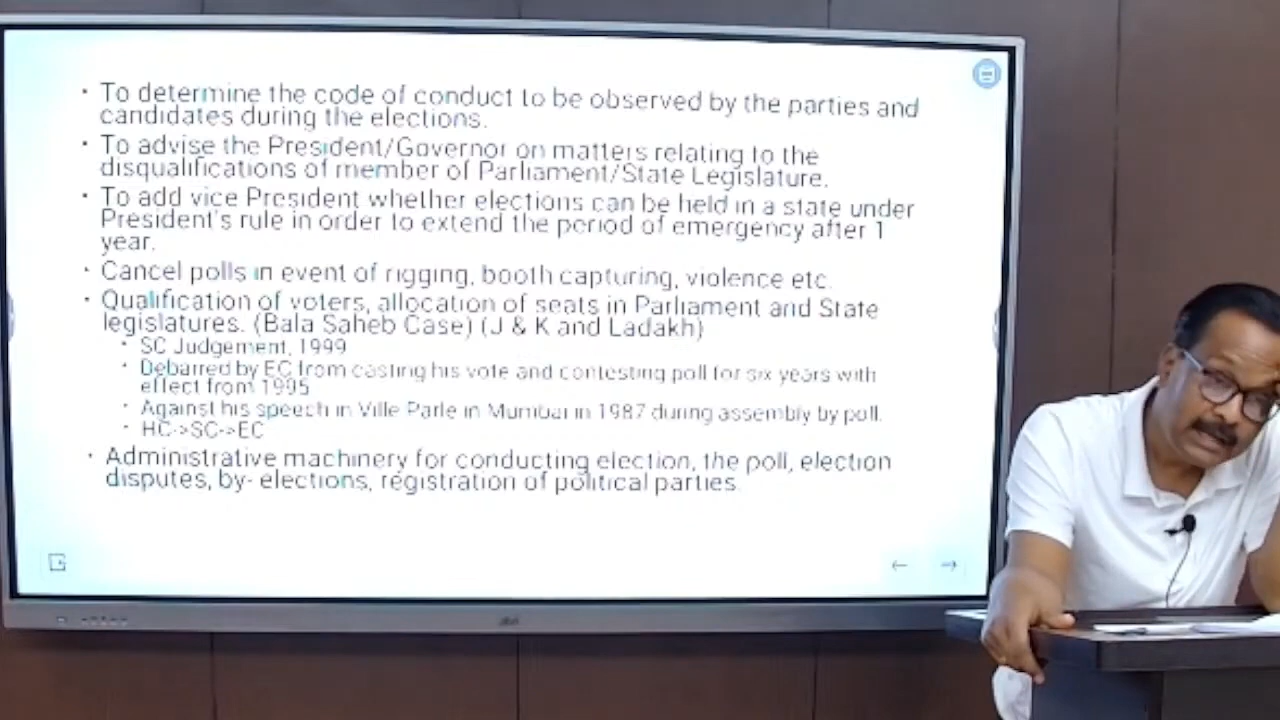 To determine the code of conduct to be observed by the parties and
candidates during the elections.
To advise the President/Governor on matters relating to the
disqualifications of member of Parliament/State Legislature.
To add vice President whether elections can be held in a state under
President's rule in order to extend the period of emergency after 1
year.
Cancel polls in event of rigging, booth capturing, violence etc.
Qualification of voters, allocation of seats in Parliament and State
legislatures. (Bala Saheb Case) (J & K and Ladakh)
SC Judgement, 1999
Debarred by EC from casting his vote and contesting poll for six years with
effect from 1995
Against his speech in Ville Parle in Mumbai in 1987 during assembly by poll.
HC->SC->EC
Administrative machinery for conducting election, the poll, election
disputes, by- elections, registration of political parties.